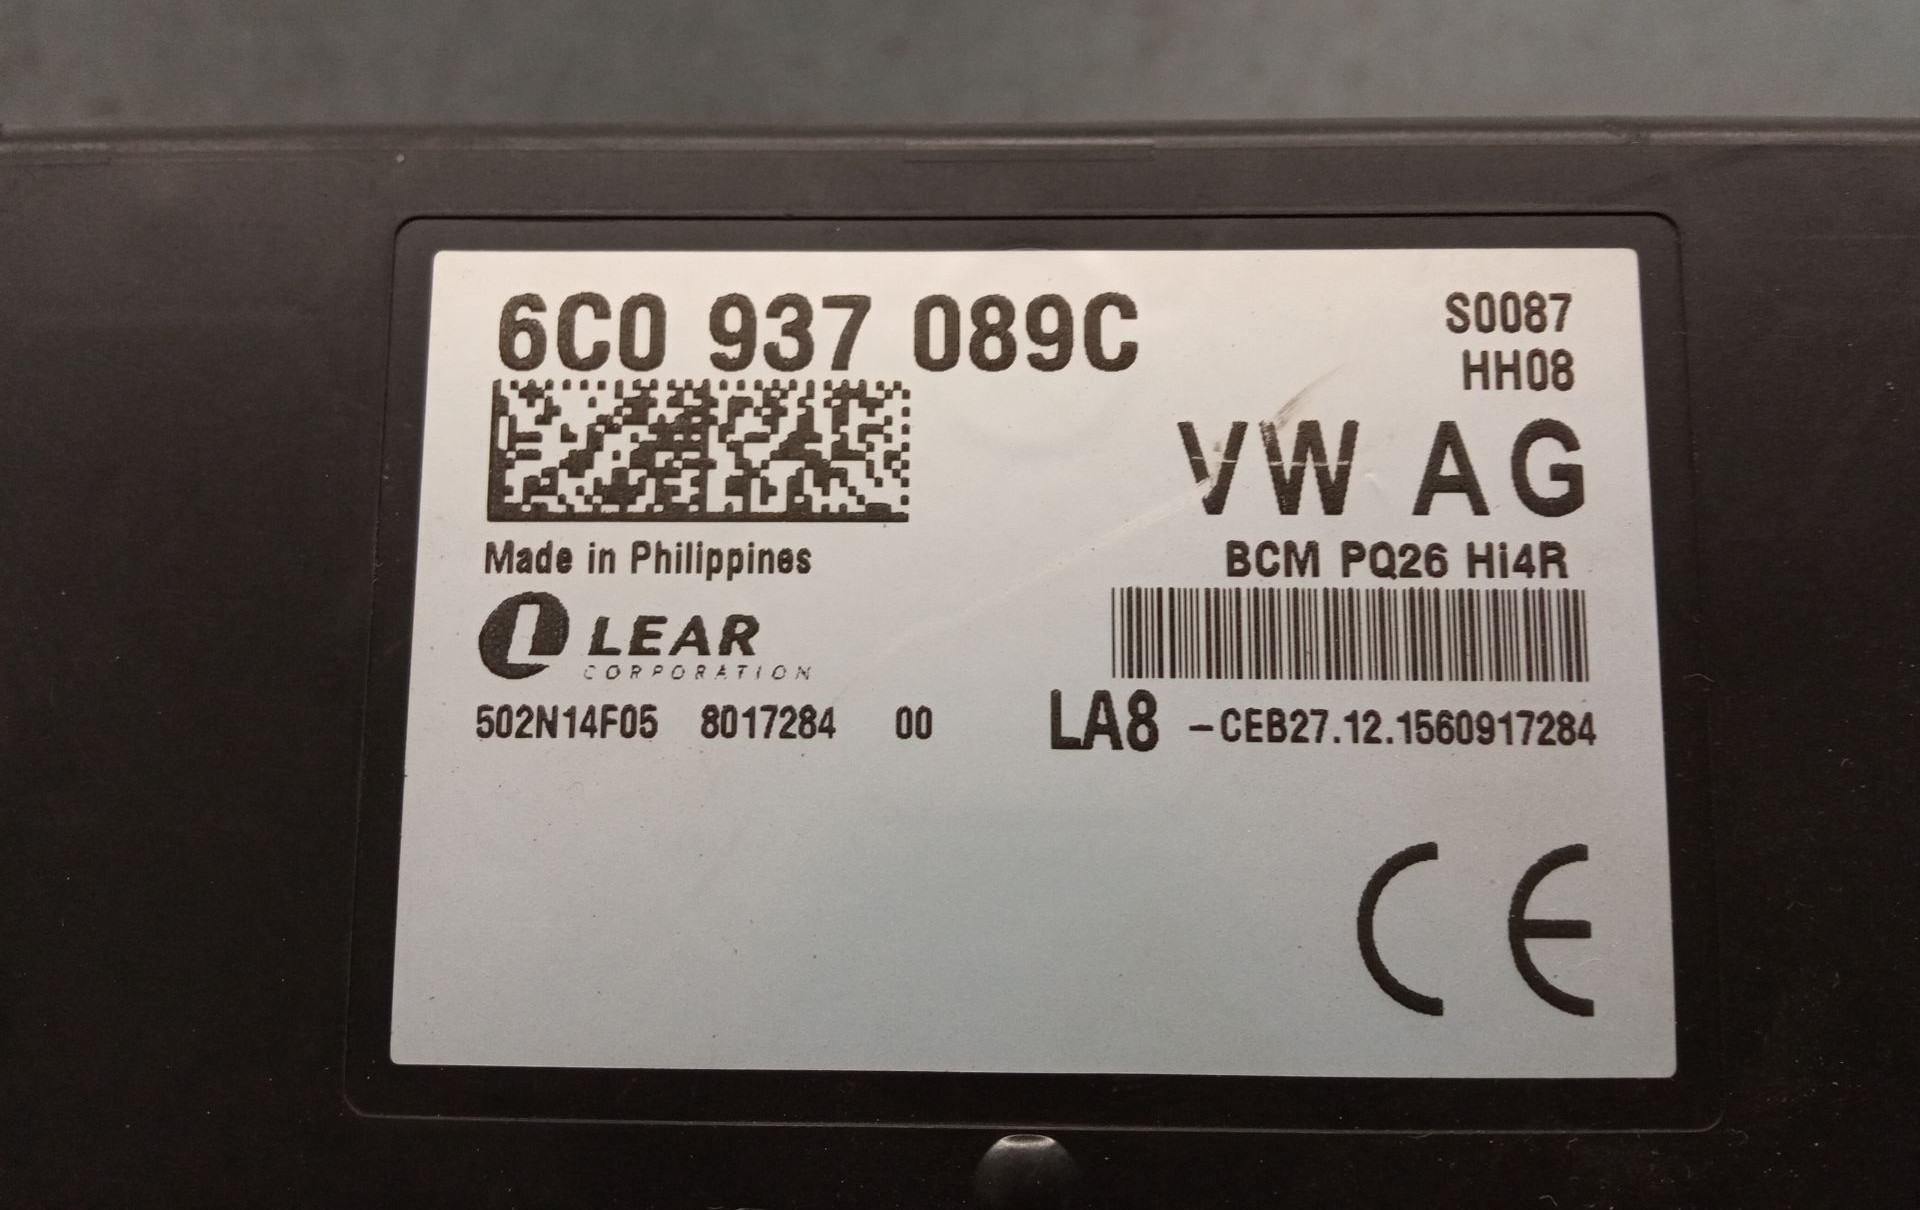 6C0 937 089C
S0087
HH08
VW AG
BCM PQ26 Hi4R
Made in Philippines
LEAR
CORPORATION
502N14F05 8017284 00
LA8 -CEB27.12.1560917284
CE